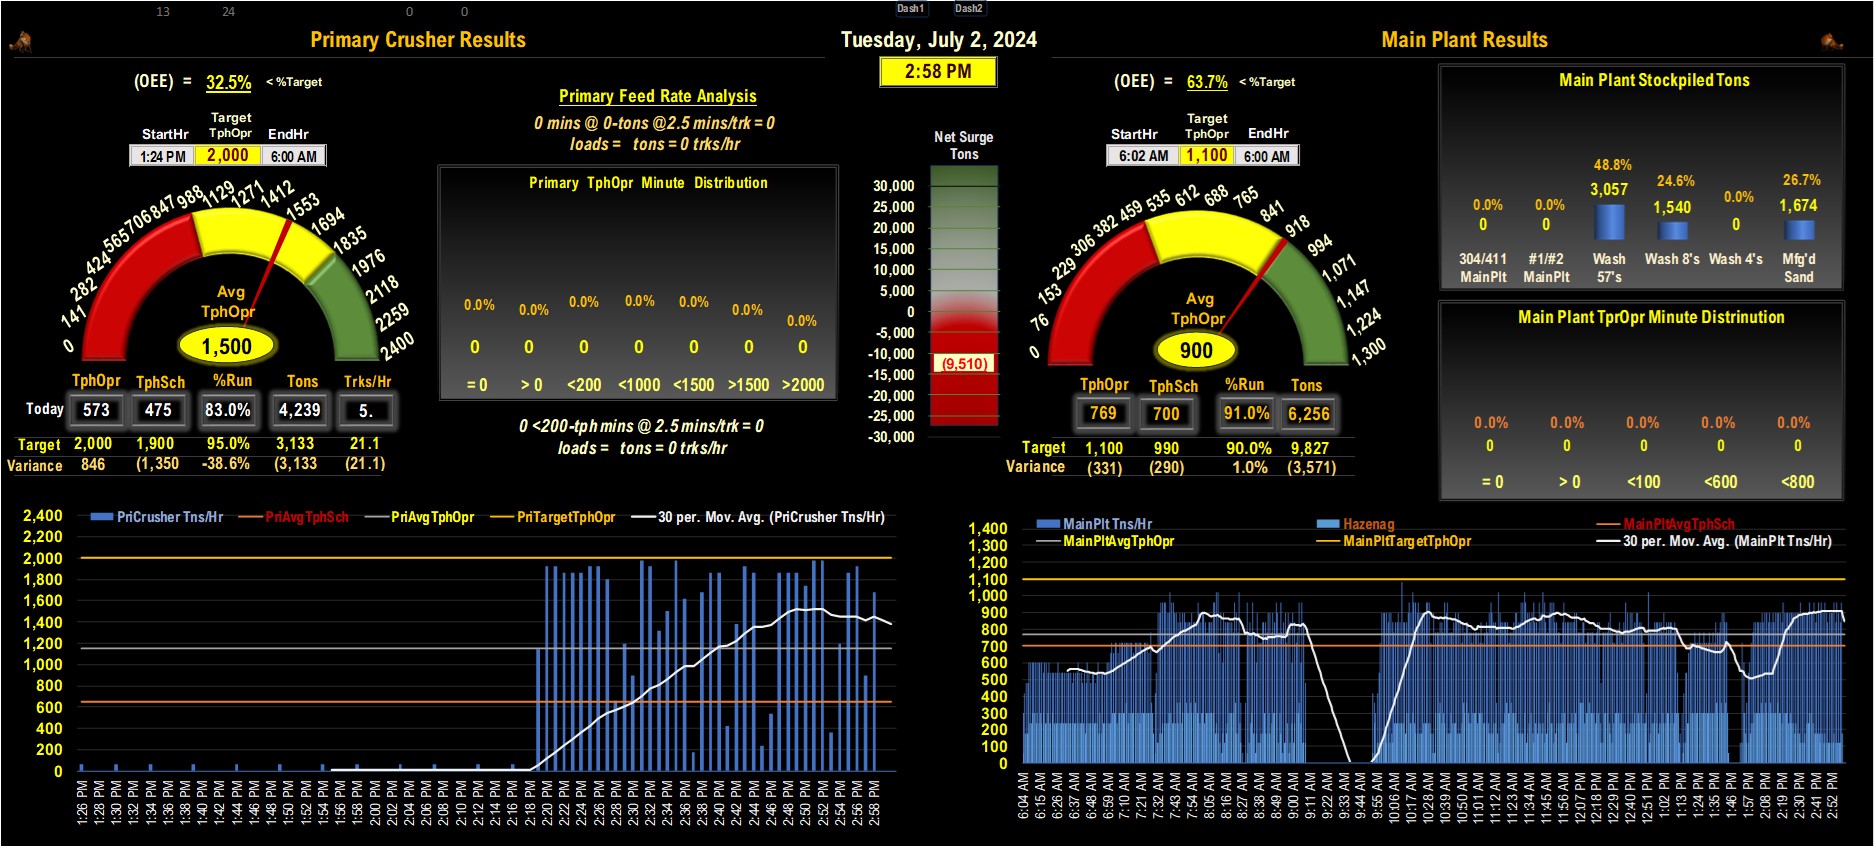 13 24 0 0 Dash1 Dash2
Primary Crusher Results
Tuesday, July 2, 2024
2:58 PM
Main Plant Results
(OEE) = 32.5% < %Target
Target
StartHr TphOpr EndHr
1:24 PM 2,000 6:00 AM
0 141 282 424 565 706 847 988 1129 1271 1412 1553 1694 1835 1976 2118 2259 2400
Avg
TphOpr
1,500
TphOpr TphSch %Run Tons Trks/Hr
Today 573 475 83.0% 4,239 5.
Target 2,000 1,900 95.0% 3,133 21.1
Variance 846 (1,350 -38.6% (3,133 (21.1)
Primary Feed Rate Analysis
0 mins @ 0-tons @2.5 mins/trk = 0
loads = tons = 0 trks/hr
Primary TphOpr Minute Distribution
0.0% 0.0% 0.0% 0.0% 0.0% 0.0% 0.0%
0 0 0 0 0 0 0
= 0 > 0 <200 <1000 <1500 >1500 >2000
0 <200-tph mins @ 2.5 mins/trk = 0
loads = tons = 0 trks/hr
Net Surge
Tons
30,000
25,000
20,000
15,000
10,000
5,000
0
-5,000
-10,000
(9,510)
-15,000
-20,000
-25,000
-30,000
(OEE) = 63.7% < %Target
Target
StartHr TphOpr EndHr
6:02 AM 1,100 6:00 AM
0 76 153 229 306 382 459 535 612 688 765 841 918 994 1,071 1,147 1,224 1,300
Avg
TphOpr
900
TphOpr TphSch %Run Tons
769 700 91.0% 6,256
Target 1,100 990 90.0% 9,827
Variance (331) (290) 1.0% (3,571)
Main Plant Stockpiled Tons
0.0% 0.0% 48.8% 24.6% 0.0% 26.7%
0 0 3,057 1,540 0 1,674
304/411 #1/#2 Wash Wash 8's Wash 4's Mfg'd
MainPlt MainPlt 57's Sand
Main Plant TprOpr Minute Distrinution
0.0% 0.0% 0.0% 0.0% 0.0%
0 0 0 0 0
= 0 > 0 <100 <600 <800
PriCrusher Tns/Hr PriAvgTphSch PriAvgTphOpr PriTargetTphOpr 30 per. Mov. Avg. (PriCrusher Tns/Hr)
2,400
2,200
2,000
1,800
1,600
1,400
1,200
1,000
800
600
400
200
0
1:26 PM 1:28 PM 1:30 PM 1:32 PM 1:34 PM 1:36 PM 1:38 PM 1:40 PM 1:42 PM 1:44 PM 1:46 PM 1:48 PM 1:50 PM 1:52 PM 1:54 PM 1:56 PM 1:58 PM 2:00 PM 2:02 PM 2:04 PM 2:06 PM 2:08 PM 2:10 PM 2:12 PM 2:14 PM 2:16 PM 2:18 PM 2:20 PM 2:22 PM 2:24 PM 2:26 PM 2:28 PM 2:30 PM 2:32 PM 2:34 PM 2:36 PM 2:38 PM 2:40 PM 2:42 PM 2:44 PM 2:46 PM 2:48 PM 2:50 PM 2:52 PM 2:54 PM 2:56 PM 2:58 PM
MainPlt Tns/Hr Hazenag MainPltAvgTphSch
MainPltAvgTphOpr MainPltTargetTphOpr 30 per. Mov. Avg. (MainPlt Tns/Hr)
1,400
1,300
1,200
1,100
1,000
900
800
700
600
500
400
300
200
100
0
6:04 AM 6:15 AM 6:26 AM 6:37 AM 6:48 AM 6:59 AM 7:10 AM 7:21 AM 7:32 AM 7:43 AM 7:54 AM 8:05 AM 8:16 AM 8:27 AM 8:38 AM 8:49 AM 9:00 AM 9:11 AM 9:22 AM 9:33 AM 9:44 AM 9:55 AM 10:06 AM 10:17 AM 10:28 AM 10:39 AM 10:50 AM 11:01 AM 11:12 AM 11:23 AM 11:34 AM 11:45 AM 11:56 AM 12:07 PM 12:18 PM 12:29 PM 12:40 PM 12:51 PM 1:02 PM 1:13 PM 1:24 PM 1:35 PM 1:46 PM 1:57 PM 2:08 PM 2:19 PM 2:30 PM 2:41 PM 2:52 PM